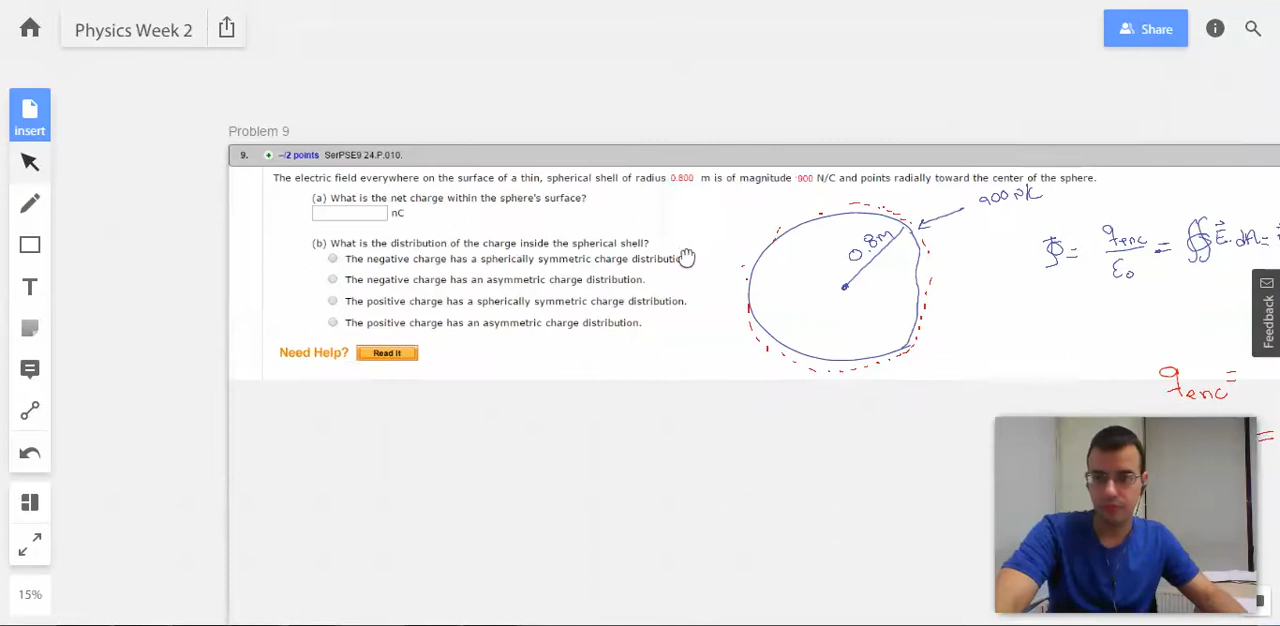 Physics Week 2
Share
insert
Problem 9
9. –/2 points SerPSE9 24.P.010.
The electric field everywhere on the surface of a thin, spherical shell of radius 0.800 m is of magnitude 900 N/C and points radially toward the center of the sphere.
(a) What is the net charge within the sphere's surface?
nC
(b) What is the distribution of the charge inside the spherical shell?
The negative charge has a spherically symmetric charge distributio
The negative charge has an asymmetric charge distribution.
The positive charge has a spherically symmetric charge distribution.
The positive charge has an asymmetric charge distribution.
Need Help? Read It
900 N/C
0.8m
Φ = qenc/ε0 = ∯ E⃗. dA =
qenc =
=
Feedback
15%